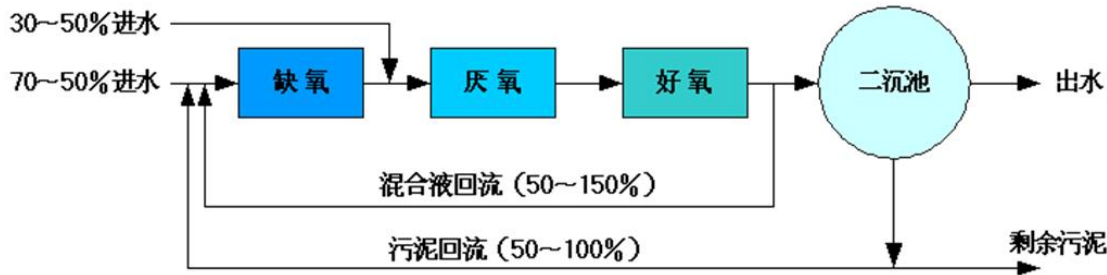 30～50%进水
70～50%进水
缺氧
厌氧
好氧
二沉池
出水
混合液回流（50～150%）
污泥回流（50～100%）
剩余污泥